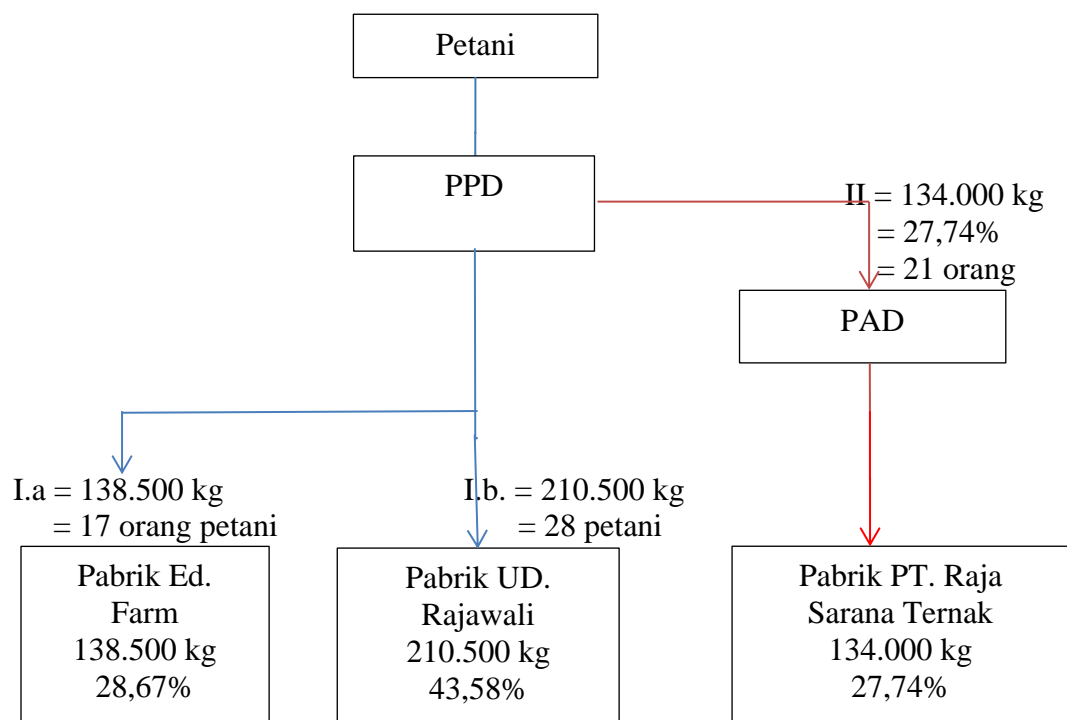 Petani
PPD
II = 134.000 kg
= 27,74%
= 21 orang
PAD
I.a = 138.500 kg
= 17 orang petani
I.b. = 210.500 kg
= 28 petani
Pabrik Ed.
Farm
138.500 kg
28,67%
Pabrik UD.
Rajawali
210.500 kg
43,58%
Pabrik PT. Raja
Sarana Ternak
134.000 kg
27,74%